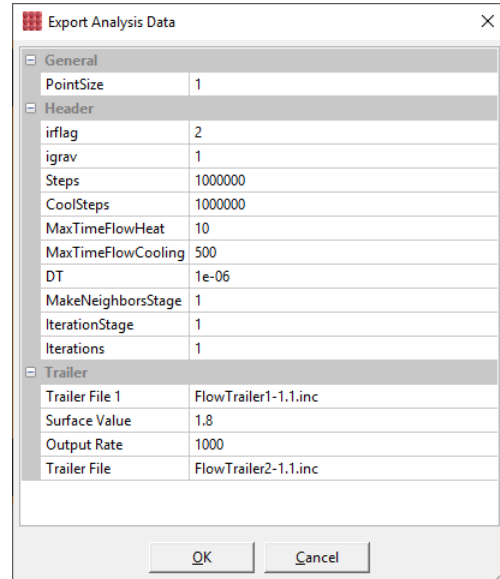 Export Analysis Data
General
PointSize 1
Header
irflag 2
igrav 1
Steps 1000000
CoolSteps 1000000
MaxTimeFlowHeat 10
MaxTimeFlowCooling 500
DT 1e-06
MakeNeighborsStage 1
IterationStage 1
Iterations 1
Trailer
Trailer File 1 FlowTrailer1-1.1.inc
Surface Value 1.8
Output Rate 1000
Trailer File FlowTrailer2-1.1.inc
OK Cancel